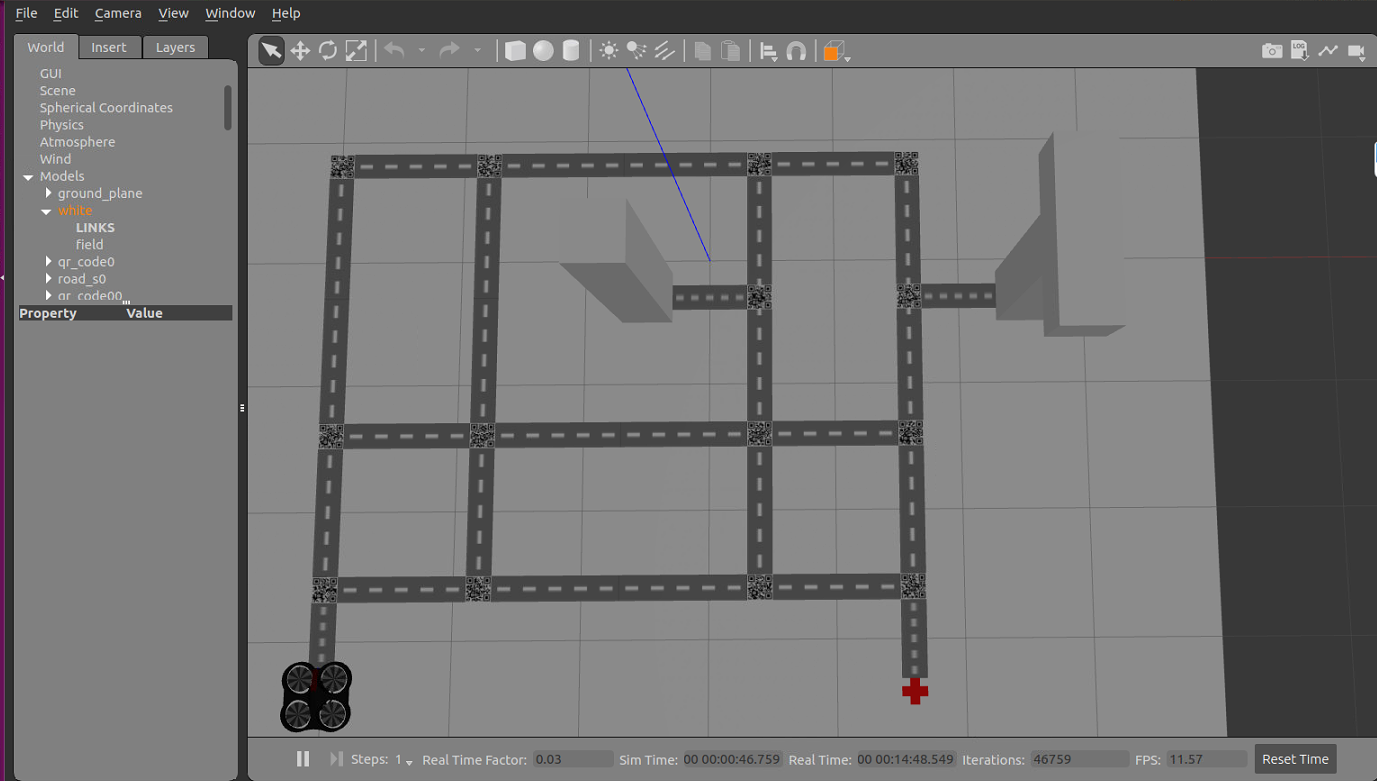 File Edit Camera View Window Help
World Insert Layers
GUI
Scene
Spherical Coordinates
Physics
Atmosphere
Wind
Models
ground_plane
white
LINKS
field
qr_code0
road_s0
qr_code00
Property Value
LOG
Steps: 1 Real Time Factor: 0.03 Sim Time: 00 00:00:46.759 Real Time: 00 00:14:48.549 Iterations: 46759 FPS: 11.57 Reset Time